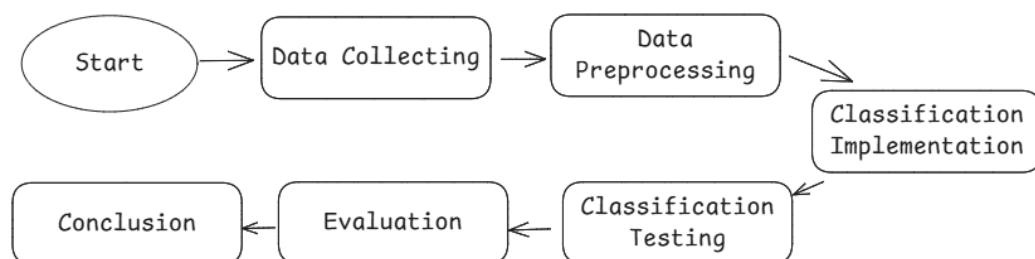 Start
Data Collecting
Data
Preprocessing
Classification
Implementation
Classification
Testing
Evaluation
Conclusion